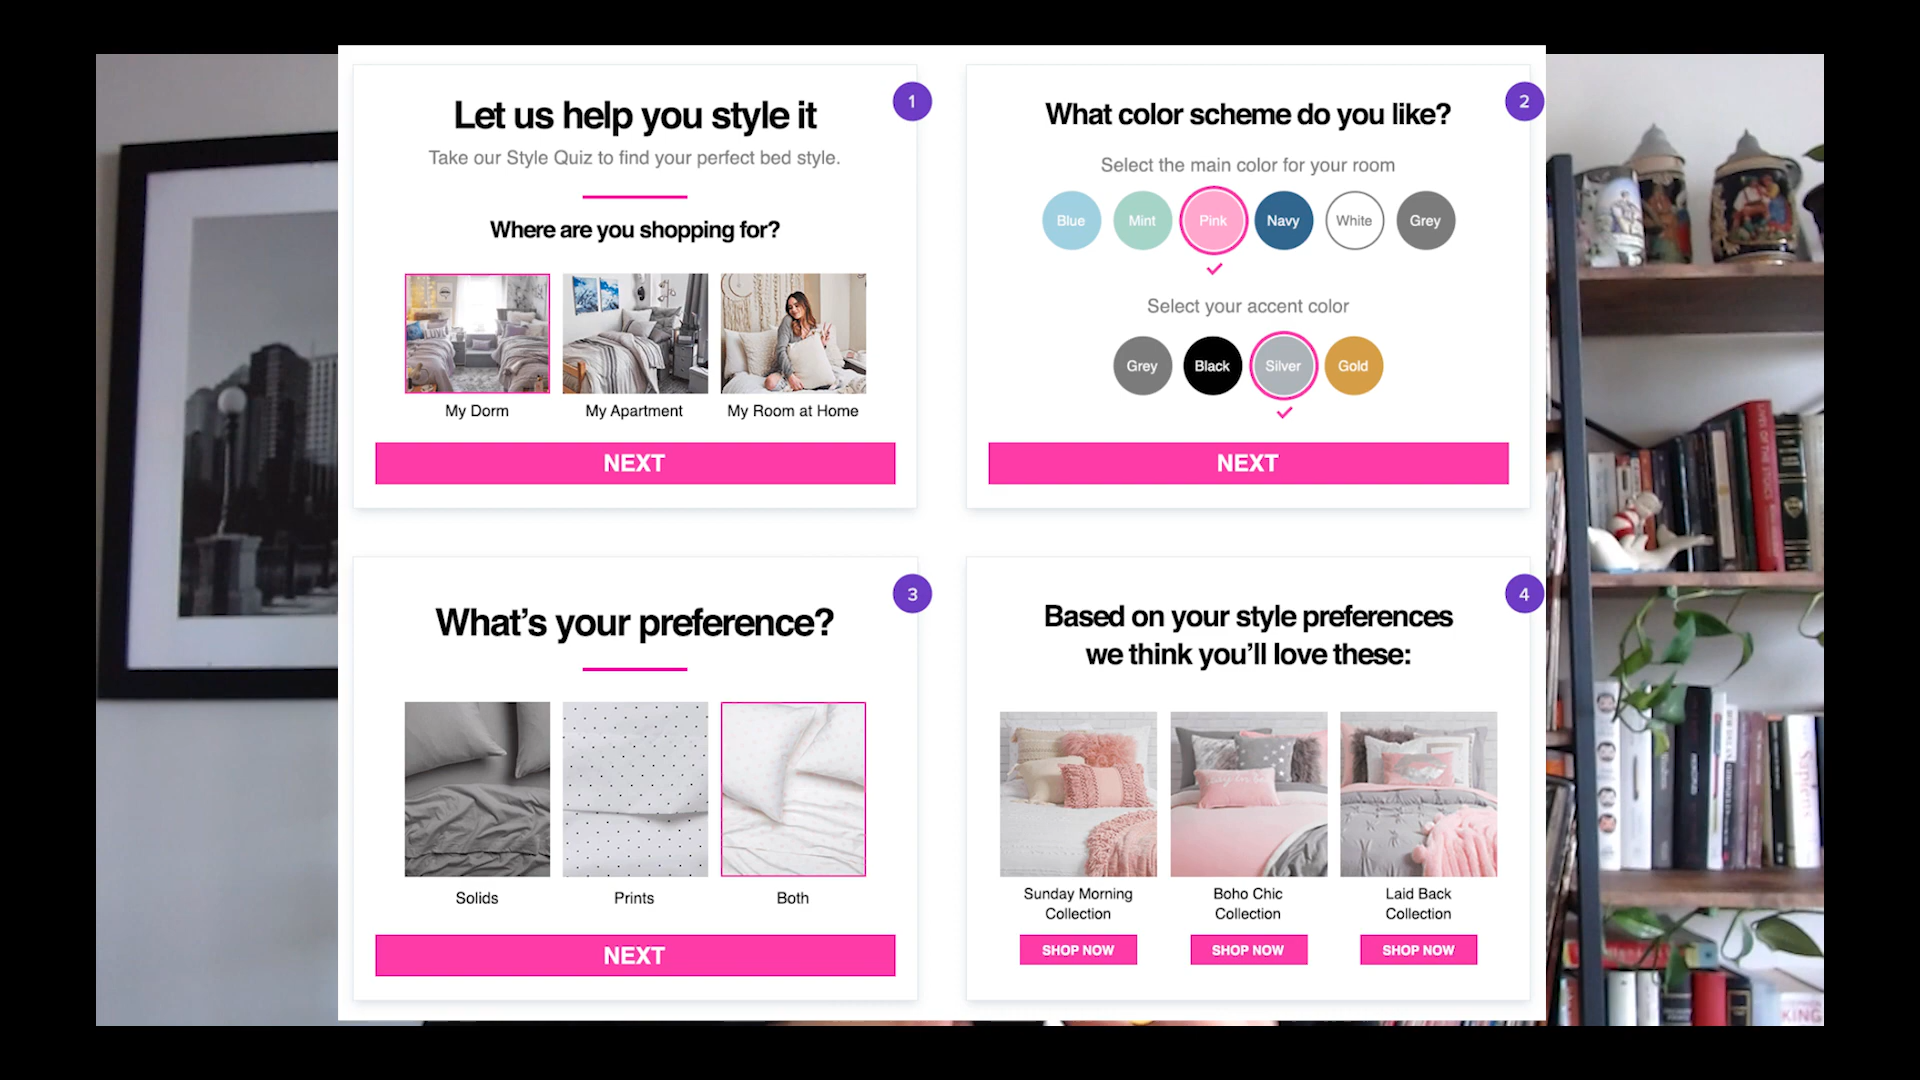 1
Let us help you style it
Take our Style Quiz to find your perfect bed style.
Where are you shopping for?
My Dorm
My Apartment
My Room at Home
NEXT
2
What color scheme do you like?
Select the main color for your room
Blue
Mint
Pink
Navy
White
Grey
Select your accent color
Grey
Black
Silver
Gold
NEXT
3
What's your preference?
Solids
Prints
Both
NEXT
4
Based on your style preferences
we think you'll love these:
Sunday Morning
Collection
Boho Chic
Collection
Laid Back
Collection
SHOP NOW
SHOP NOW
SHOP NOW
KING